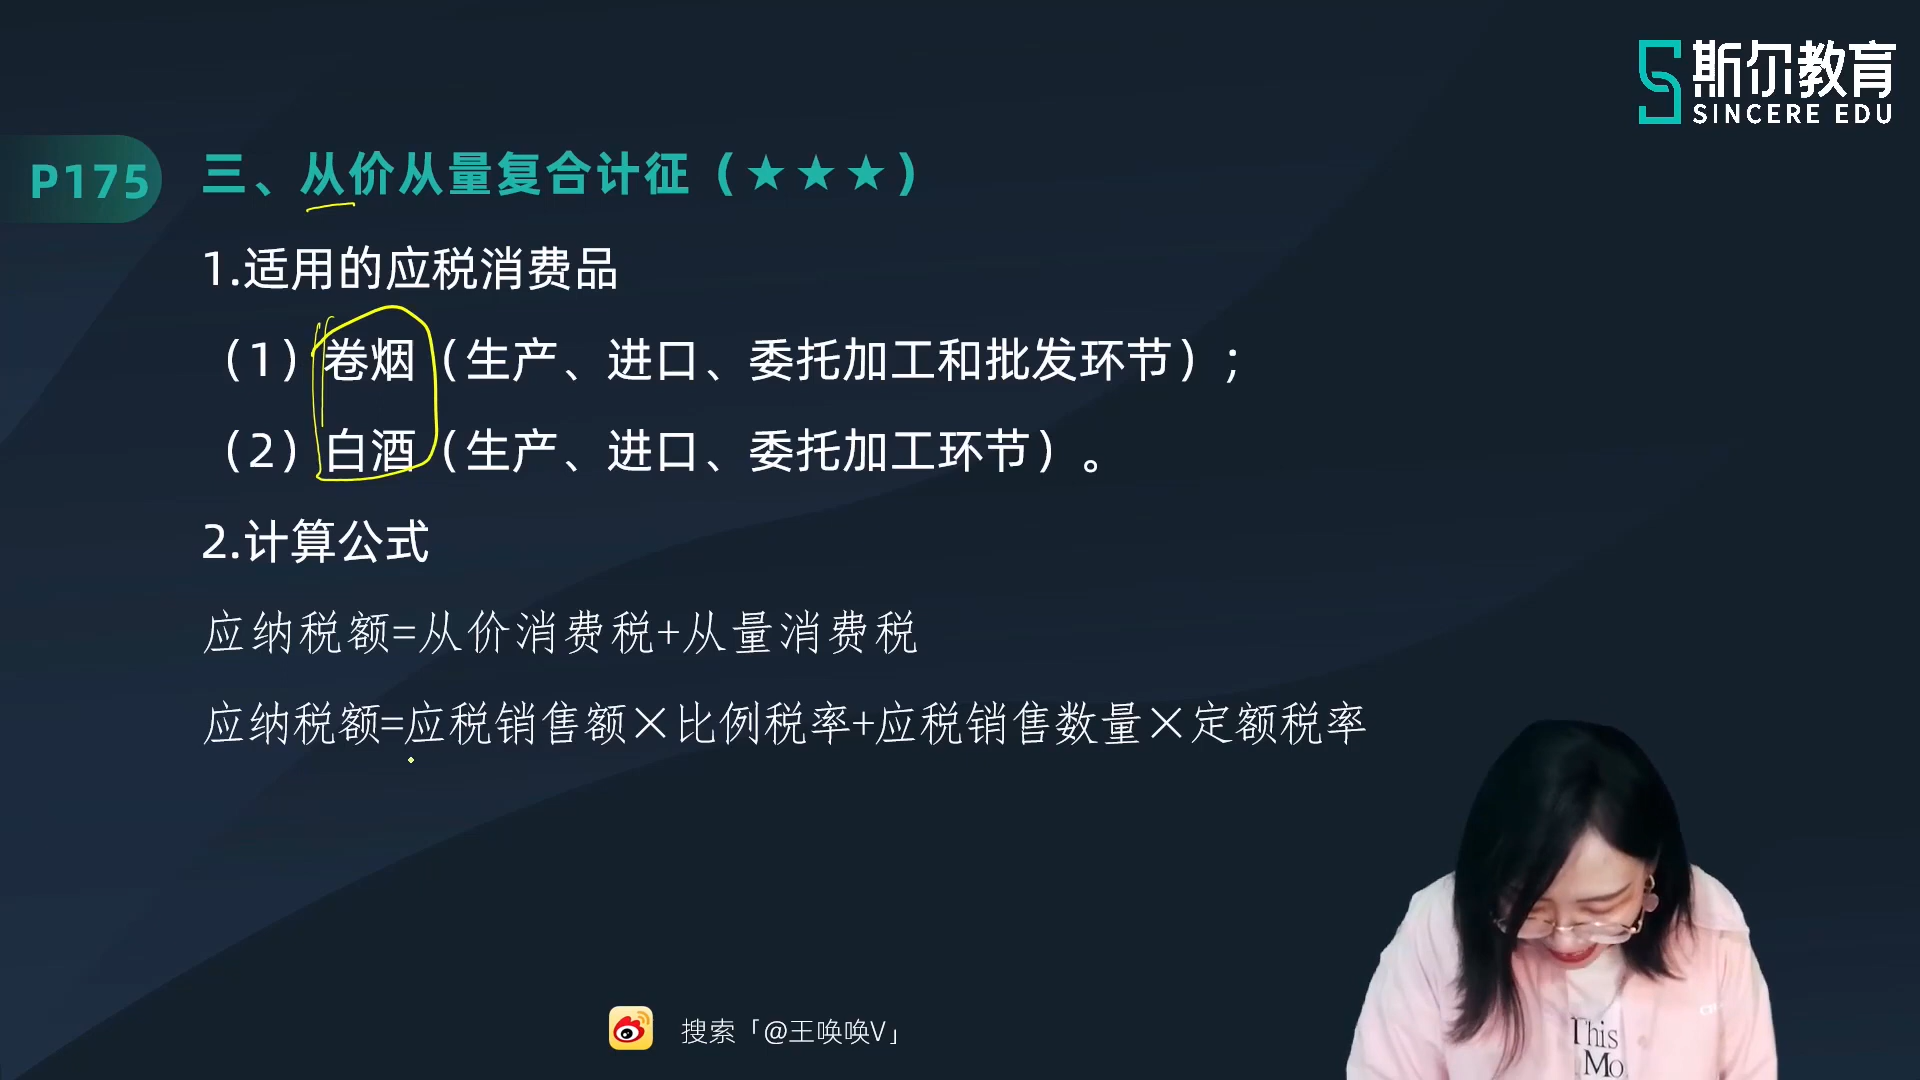 斯尔教育
SINCERE EDU
P175
三、从价从量复合计征（★★★）
1.适用的应税消费品
（1）卷烟（生产、进口、委托加工和批发环节）；
（2）白酒（生产、进口、委托加工环节）。
2.计算公式
应纳税额=从价消费税+从量消费税
应纳税额=应税销售额×比例税率+应税销售数量×定额税率
This
Mo
搜索「@王唤唤V」